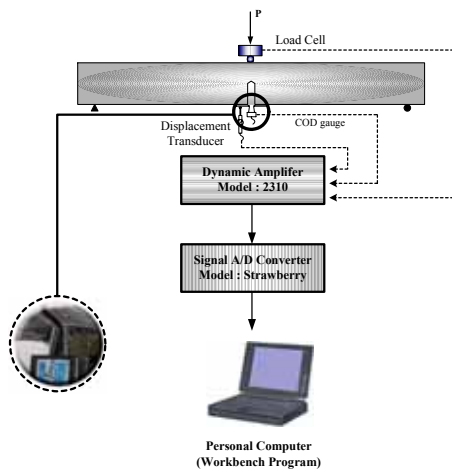 P
Load Cell
Displacement
Transducer
COD gauge
Dynamic Amplifer
Model : 2310
Signal A/D Converter
Model : Strawberry
Personal Computer
(Workbench Program)